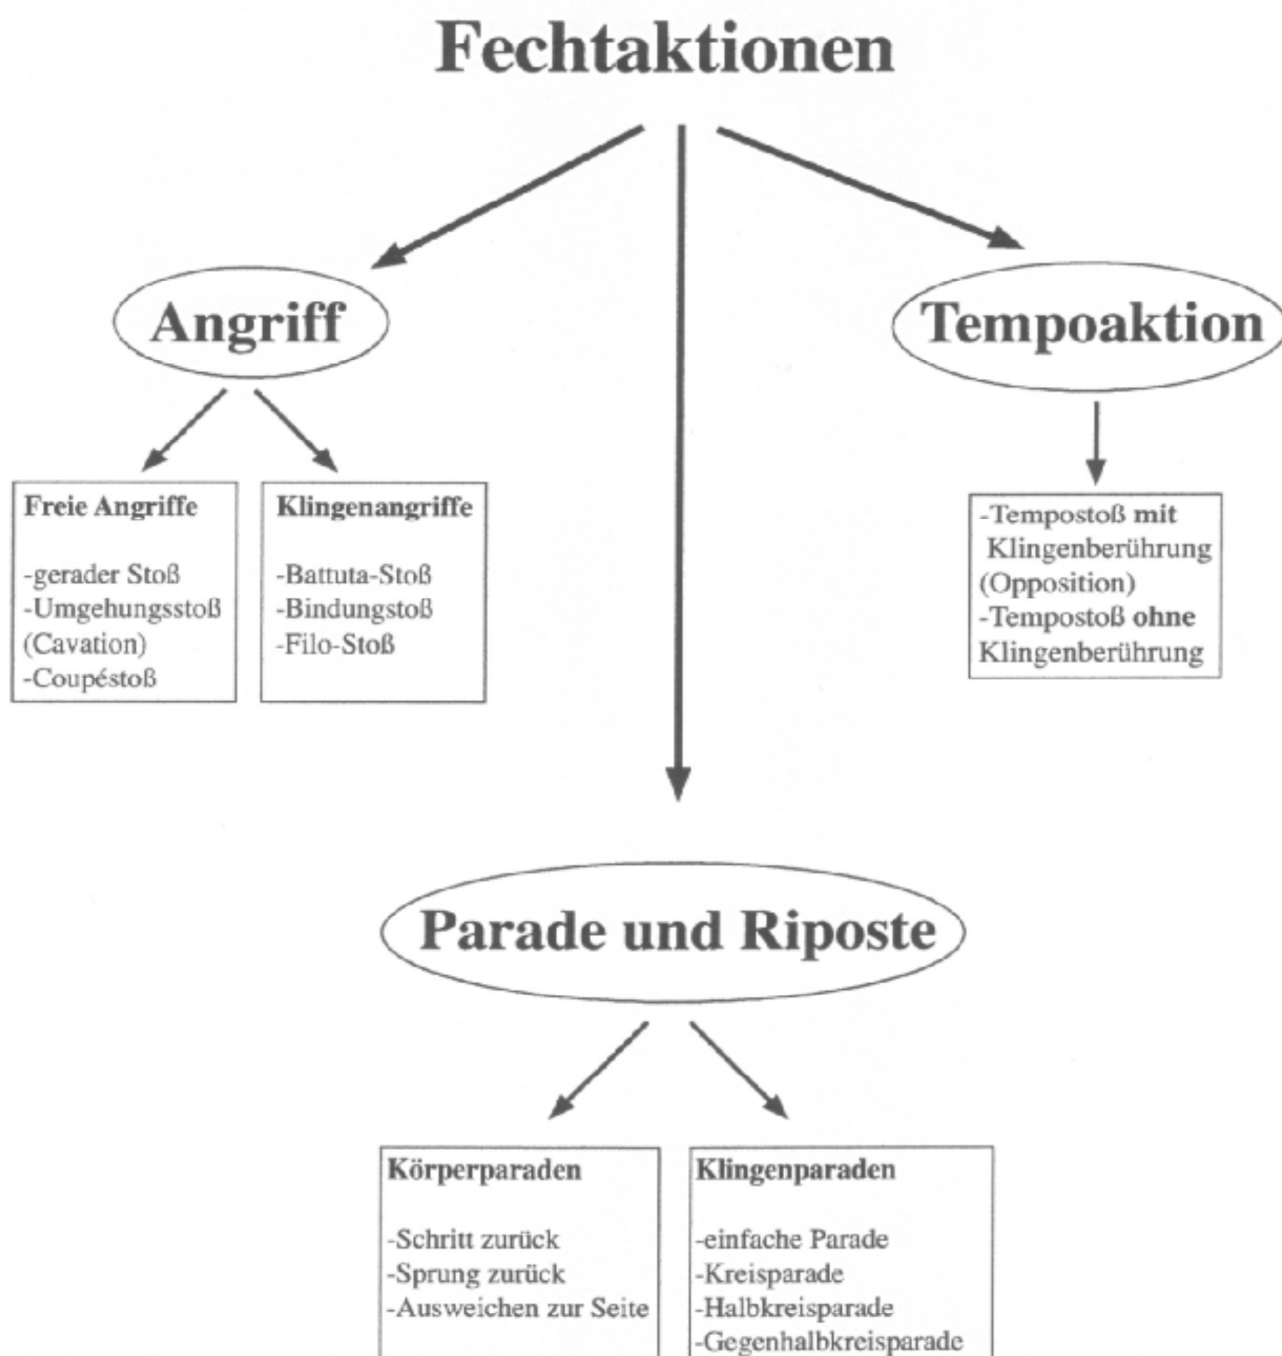 Fechtaktionen
Angriff
Tempoaktion
Freie Angriffe
-gerader Stoß
-Umgehungsstoß
(Cavation)
-Coupéstoß
Klingenangriffe
-Battuta-Stoß
-Bindungstoß
-Filo-Stoß
-Tempostoß mit
Klingenberührung
(Opposition)
-Tempostoß ohne
Klingenberührung
Parade und Riposte
Körperparaden
-Schritt zurück
-Sprung zurück
-Ausweichen zur Seite
Klingenparaden
-einfache Parade
-Kreisparade
-Halbkreisparade
-Gegenhalbkreisparade